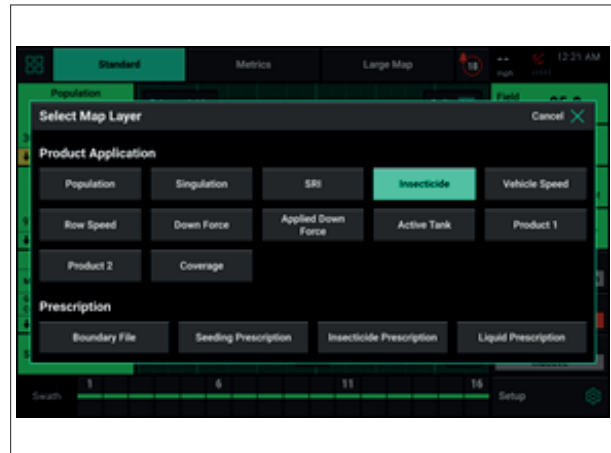 Standard Metrics Large Map 18 -- mph 12:21 AM
Population Field
Select Map Layer Cancel
Product Application
Population Singulation SRI Insecticide Vehicle Speed
Row Speed Down Force Applied Down Force Active Tank Product 1
Product 2 Coverage
Prescription
Boundary File Seeding Prescription Insecticide Prescription Liquid Prescription
1 6 11 16
Swath Setup